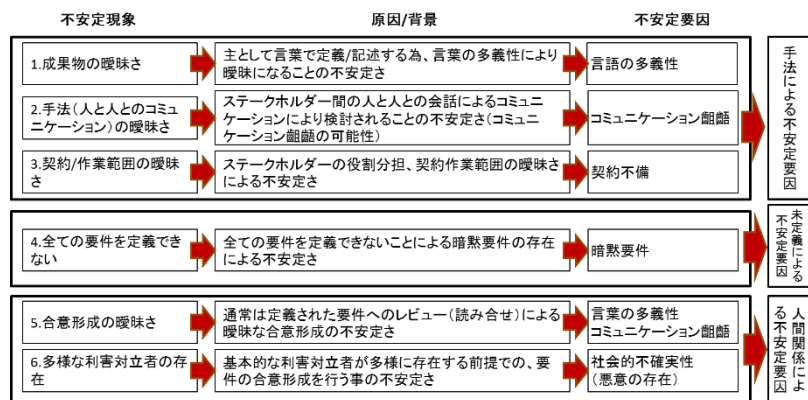 不安定現象
原因/背景
不安定要因
1.成果物の曖昧さ
主として言葉で定義/記述する為、言葉の多義性により
曖昧になることの不安定さ
言語の多義性
2.手法(人と人とのコミュ
ニケーション)の曖昧さ
ステークホルダー間の人と人との会話によるコミュニ
ケーションにより検討されることの不安定さ(コミュニ
ケーション齟齬の可能性)
コミュニケーション齟齬
3.契約/作業範囲の曖昧
さ
ステークホルダーの役割分担、契約作業範囲の曖昧さ
による不安定さ
契約不備
手法による不安定要因
4.全ての要件を定義でき
ない
全ての要件を定義できないことによる暗黙要件の存在
による不安定さ
暗黙要件
未定義による
不安定要因
5.合意形成の曖昧さ
通常は定義された要件へのレビュー(読み合せ)による
曖昧な合意形成の不安定さ
言葉の多義性
コミュニケーション齟齬
6.多様な利害対立者の存
在
基本的な利害対立者が多様に存在する前提での、要
件の合意形成を行う事の不安定さ
社会的不確実性
(悪意の存在)
人間関係によ
る不安定要因